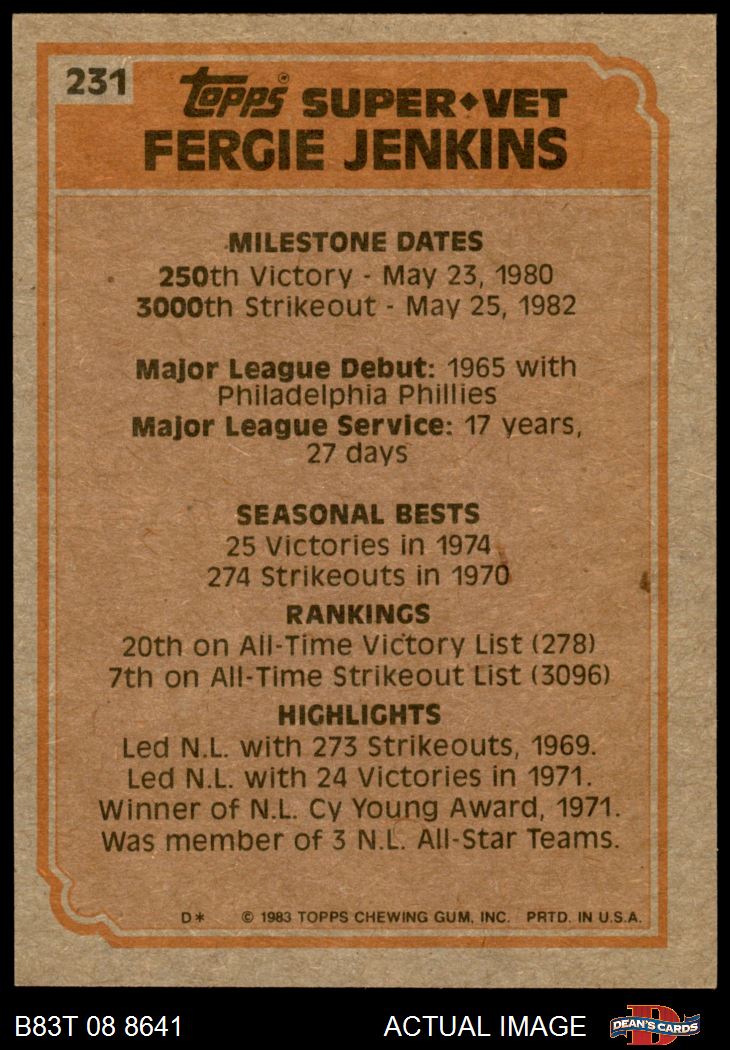 231
Topps SUPER♦VET
FERGIE JENKINS
MILESTONE DATES
250th Victory - May 23, 1980
3000th Strikeout - May 25, 1982
Major League Debut: 1965 with
Philadelphia Phillies
Major League Service: 17 years,
27 days
SEASONAL BESTS
25 Victories in 1974
274 Strikeouts in 1970
RANKINGS
20th on All-Time Victory List (278)
7th on All-Time Strikeout List (3096)
HIGHLIGHTS
Led N.L. with 273 Strikeouts, 1969.
Led N.L. with 24 Victories in 1971.
Winner of N.L. Cy Young Award, 1971.
Was member of 3 N.L. All-Star Teams.
D* © 1983 TOPPS CHEWING GUM, INC. PRTD. IN U.S.A.
B83T 08 8641 ACTUAL IMAGE D DEAN'S CARDS